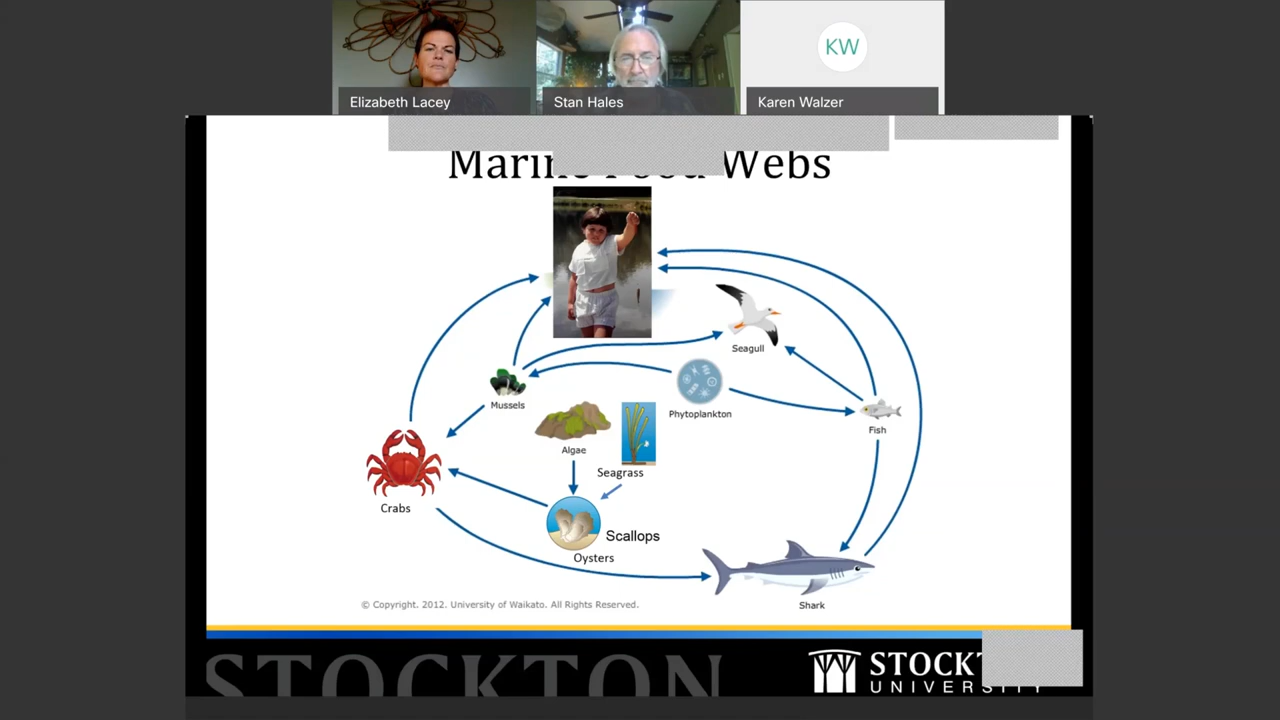 Elizabeth Lacey
Stan Hales
KW
Karen Walzer
Webs
Seagull
Mussels
Phytoplankton
Fish
Algae
Seagrass
Crabs
Scallops
Oysters
© Copyright. 2012. University of Waikato. All Rights Reserved.
Shark
STOCKTON
UNIVERSITY